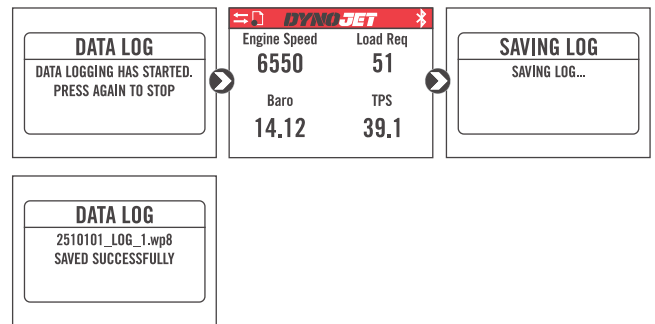 DATA LOG
DATA LOGGING HAS STARTED.
PRESS AGAIN TO STOP
DYNOJET
Engine Speed Load Req
6550 51
Baro TPS
14.12 39.1
SAVING LOG
SAVING LOG...
DATA LOG
2510101_LOG_1.wp8
SAVED SUCCESSFULLY